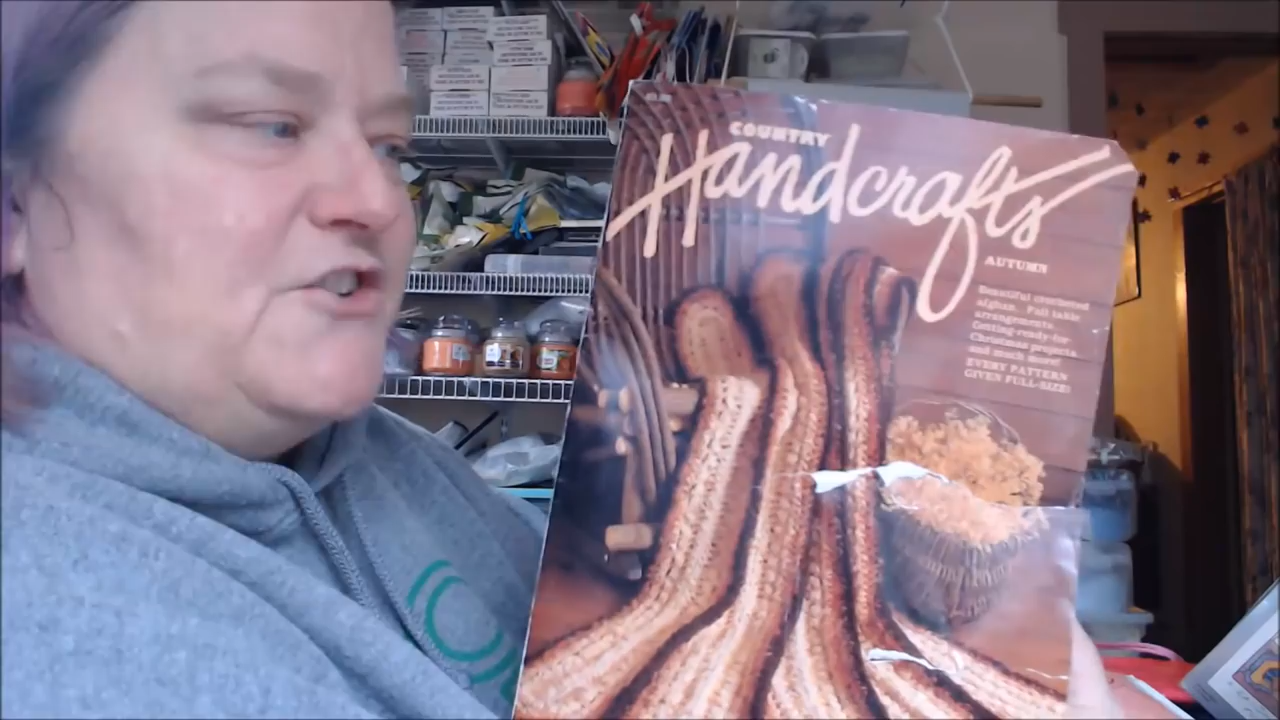 COUNTRY
Handcrafts
AUTUMN
Beautiful crocheted
afghan. Fall table
arrangements.
Getting-ready-for-
Christmas projects
and much more!
EVERY PATTERN
GIVEN FULL-SIZE!